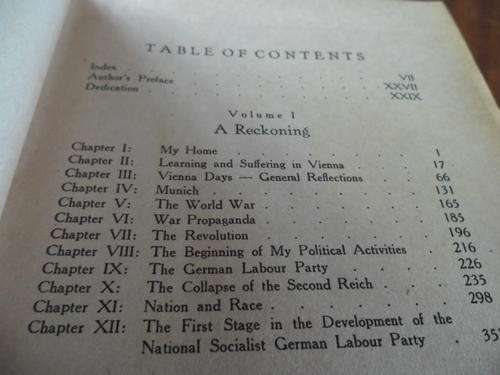 TABLE OF CONTENTS
Index . . . . . . . . . . VII
Author's Preface . . . . . . . . XXVII
Dedication . . . . . . . . . XXIX
Volume I
A Reckoning
Chapter I: My Home . . . . . . . 1
Chapter II: Learning and Suffering in Vienna . . . 17
Chapter III: Vienna Days — General Reflections . . . 66
Chapter IV: Munich . . . . . . . . 131
Chapter V: The World War . . . . . . 165
Chapter VI: War Propaganda . . . . . . 185
Chapter VII: The Revolution . . . . . . 196
Chapter VIII: The Beginning of My Political Activities . 216
Chapter IX: The German Labour Party . . . . 226
Chapter X: The Collapse of the Second Reich . . 235
Chapter XI: Nation and Race . . . . . . 298
Chapter XII: The First Stage in the Development of the
National Socialist German Labour Party .